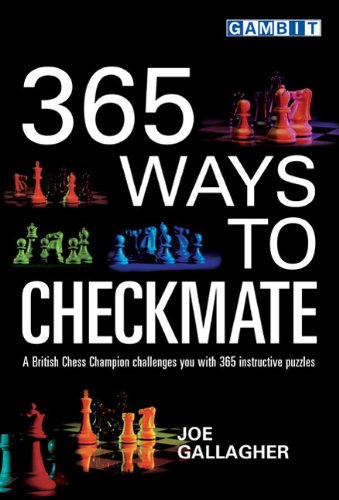 GAMBIT
365
WAYS
TO
CHECKMATE
A British Chess Champion challenges you with 365 instructive puzzles
JOE
GALLAGHER